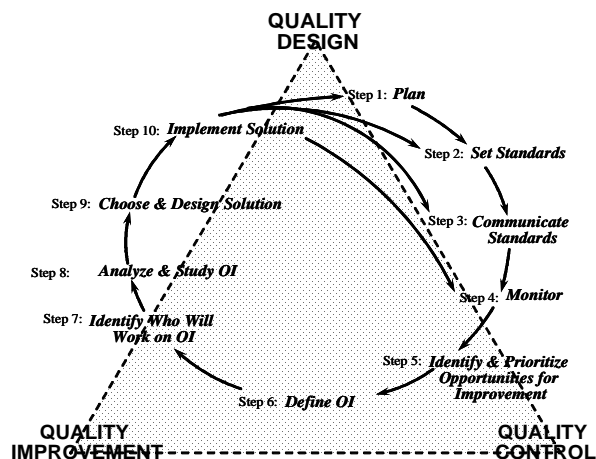 QUALITY
DESIGN
Step 1: Plan
Step 10: Implement Solution
Step 2: Set Standards
Step 9: Choose & Design Solution
Step 3: Communicate
Standards
Step 8: Analyze & Study OI
Step 4: Monitor
Step 7: Identify Who Will
Work on OI
Step 5: Identify & Prioritize
Opportunities for
Improvement
Step 6: Define OI
QUALITY
IMPROVEMENT
QUALITY
CONTROL